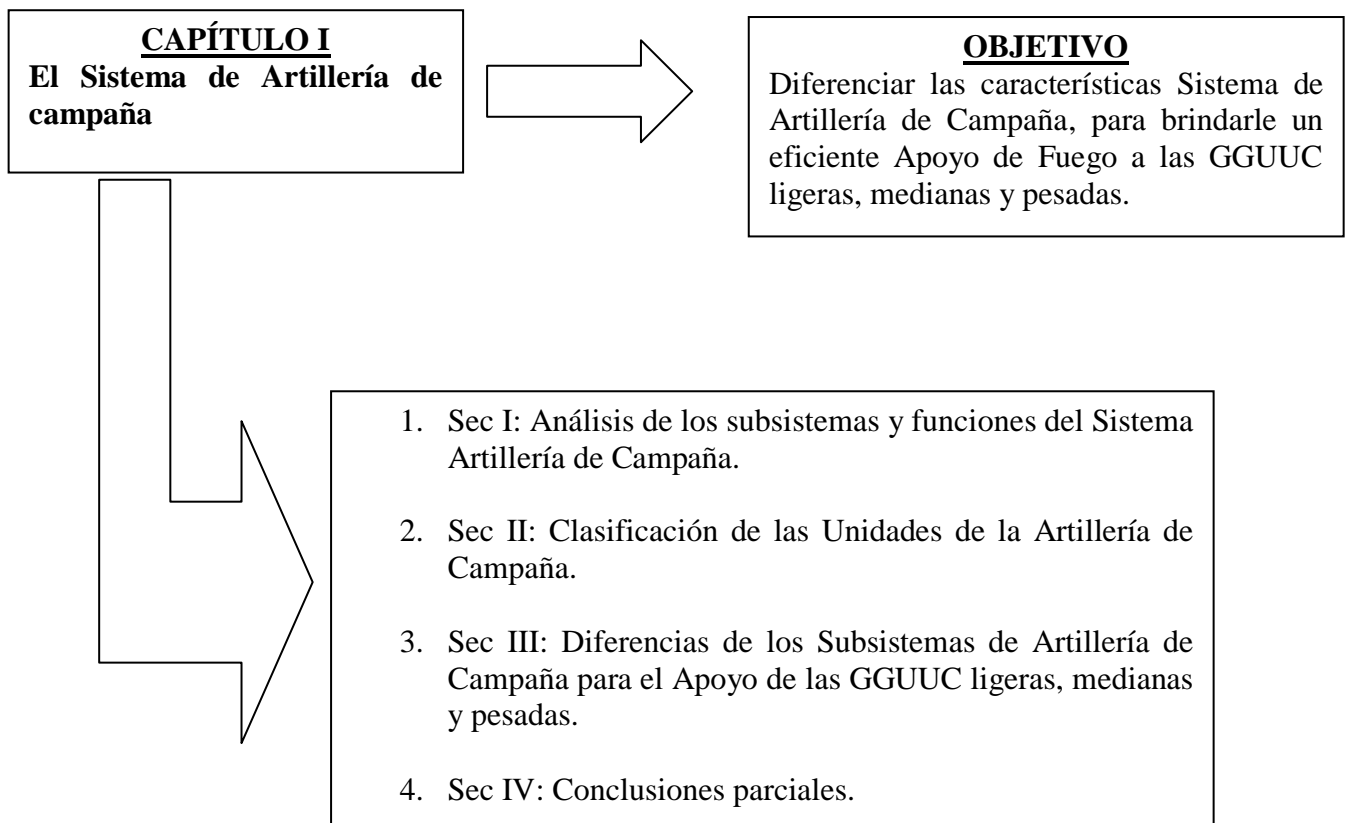 CAPÍTULO I
El Sistema de Artillería de
campaña
OBJETIVO
Diferenciar las características Sistema de
Artillería de Campaña, para brindarle un
eficiente Apoyo de Fuego a las GGUUC
ligeras, medianas y pesadas.
1. Sec I: Análisis de los subsistemas y funciones del Sistema
Artillería de Campaña.
2. Sec II: Clasificación de las Unidades de la Artillería de
Campaña.
3. Sec III: Diferencias de los Subsistemas de Artillería de
Campaña para el Apoyo de las GGUUC ligeras, medianas
y pesadas.
4. Sec IV: Conclusiones parciales.